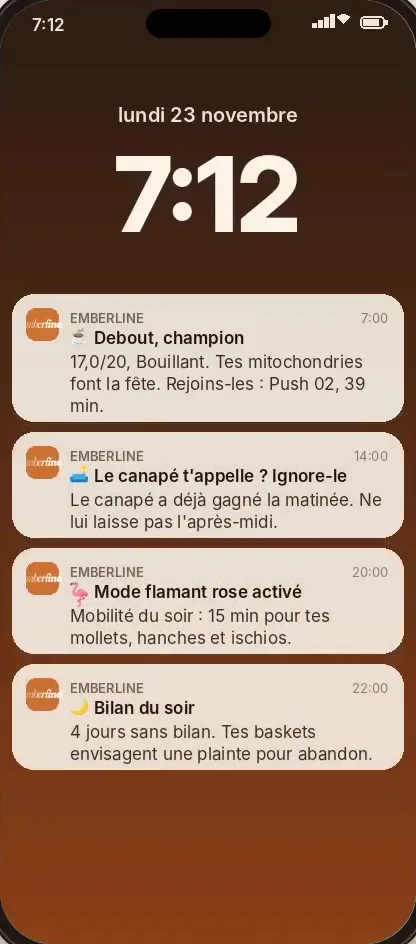 7:12
lundi 23 novembre
7:12
EMBERLINE 7:00
☕ Debout, champion
17,0/20, Bouillant. Tes mitochondries
font la fête. Rejoins-les : Push 02, 39
min.
EMBERLINE 14:00
🛋️ Le canapé t'appelle ? Ignore-le
Le canapé a déjà gagné la matinée. Ne
lui laisse pas l'après-midi.
EMBERLINE 20:00
🦩 Mode flamant rose activé
Mobilité du soir : 15 min pour tes
mollets, hanches et ischios.
EMBERLINE 22:00
🌙 Bilan du soir
4 jours sans bilan. Tes baskets
envisagent une plainte pour abandon.